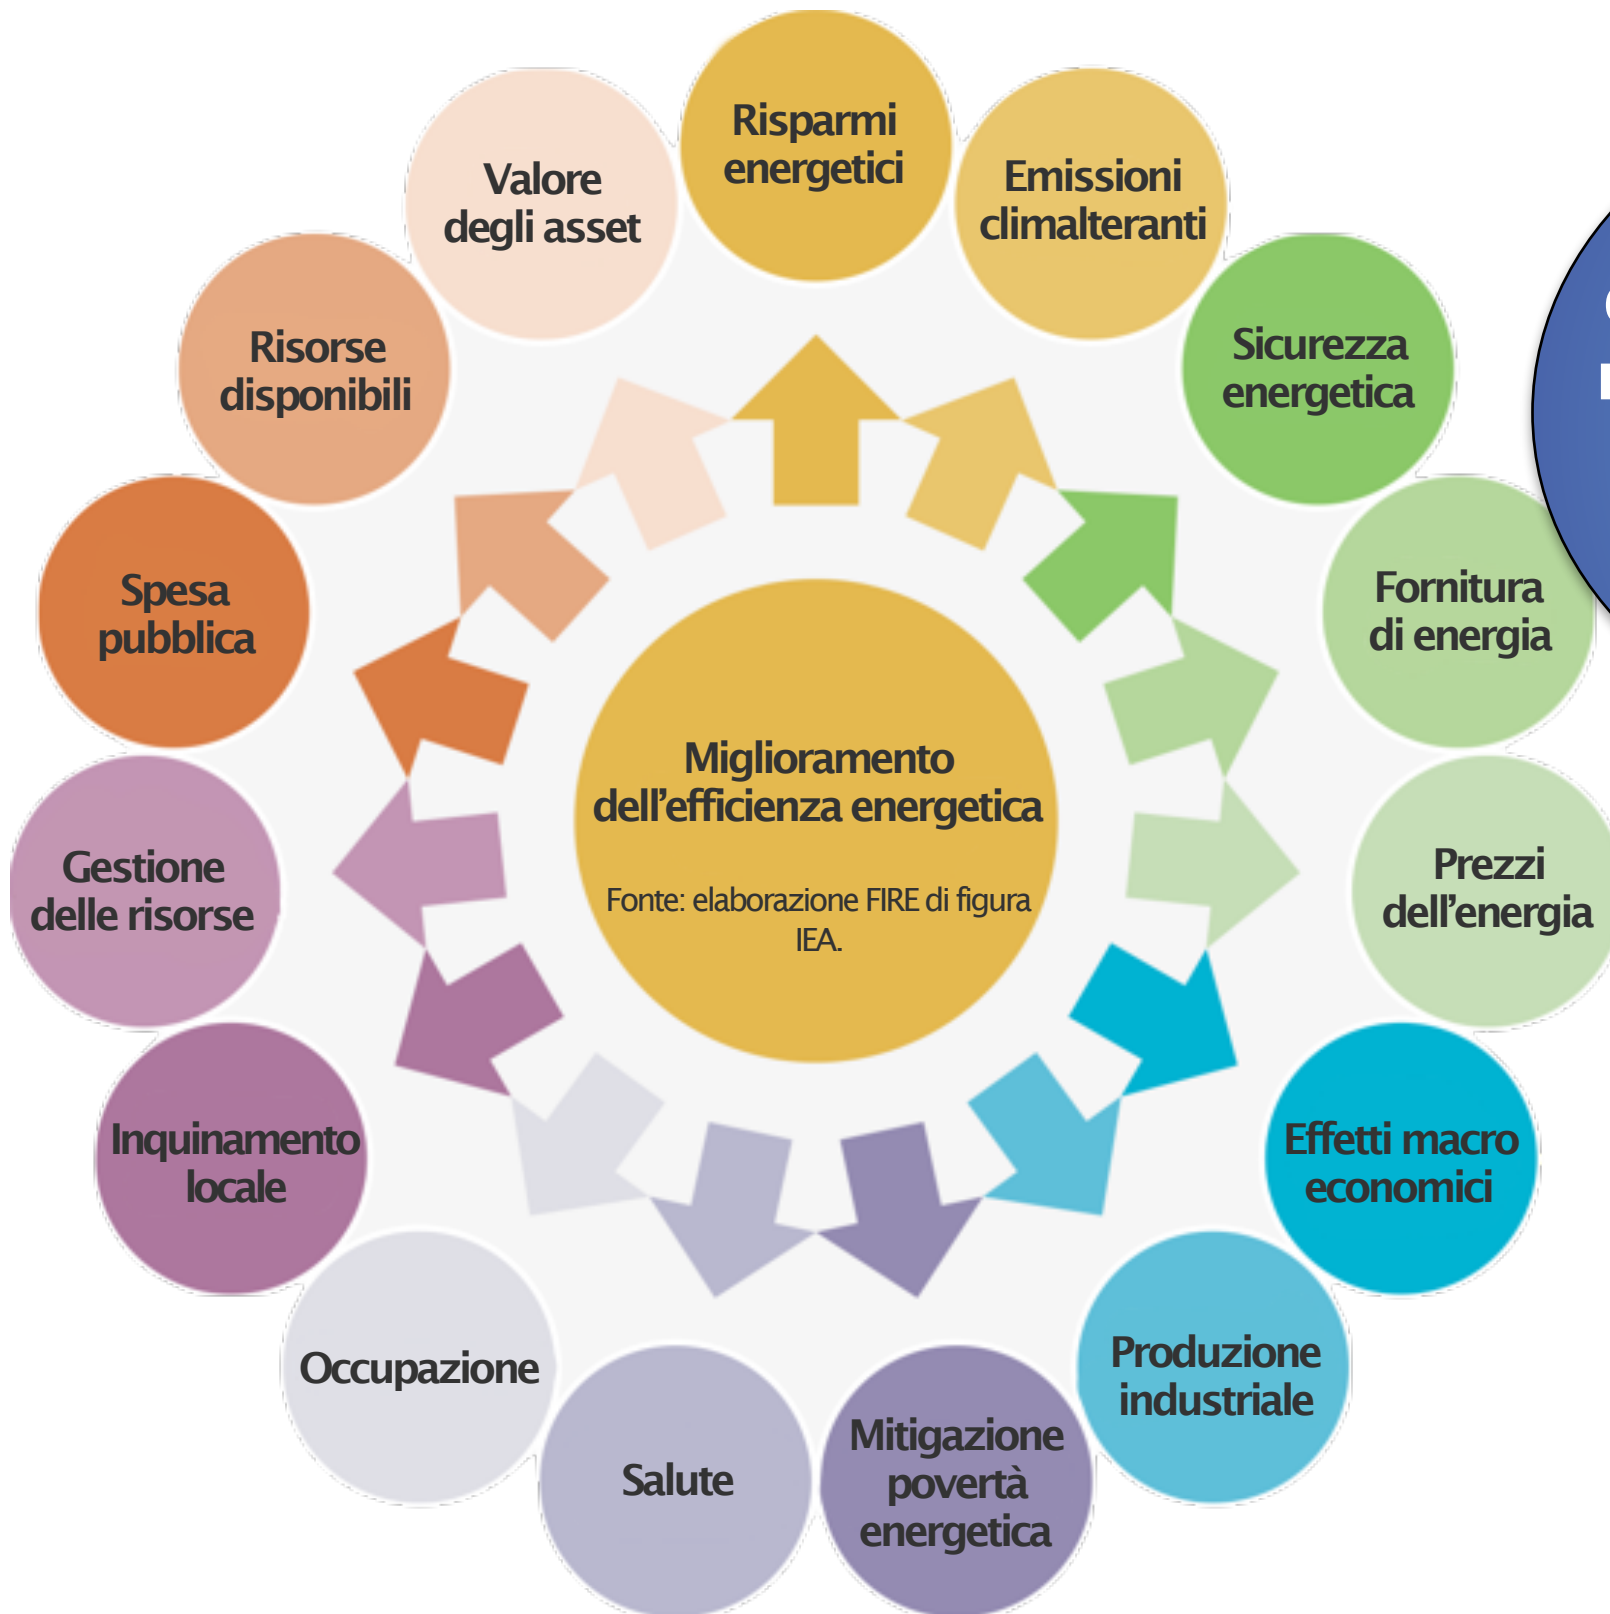 Risparmi
energetici
Emissioni
climalteranti
Sicurezza
energetica
Fornitura
di energia
Prezzi
dell'energia
Effetti macro
economici
Produzione
industriale
Mitigazione
povertà
energetica
Salute
Occupazione
Inquinamento
locale
Gestione
delle risorse
Spesa
pubblica
Risorse
disponibili
Valore
degli asset
Miglioramento
dell'efficienza energetica
Fonte: elaborazione FIRE di figura
IEA.